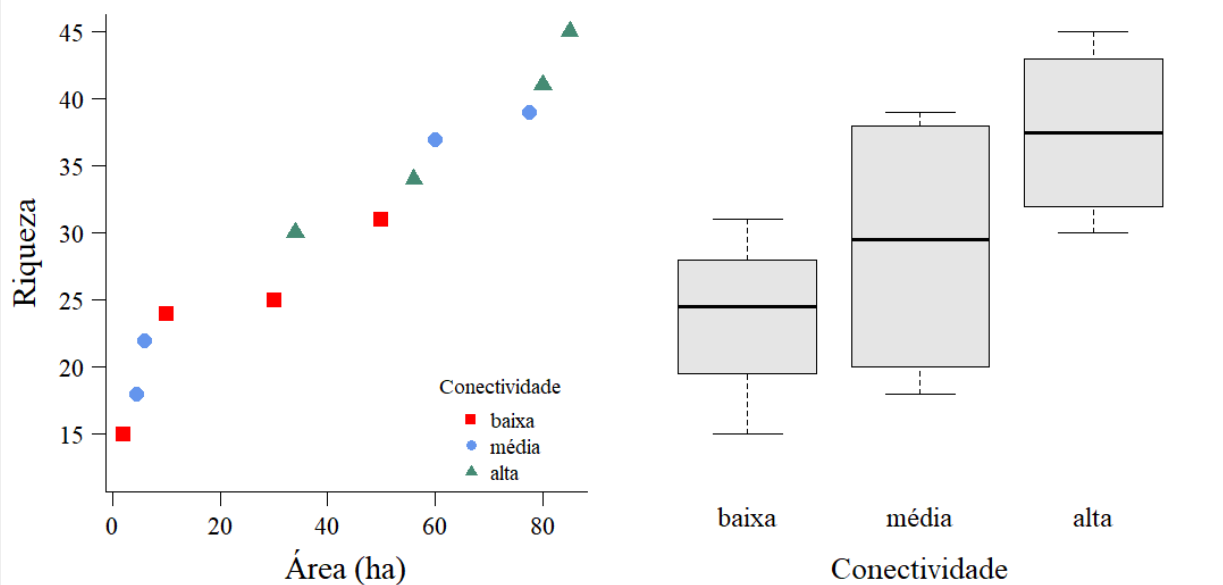 Riqueza
45
40
35
30
25
20
15
Conectividade
baixa
média
alta
0 20 40 60 80
Área (ha)
baixa média alta
Conectividade